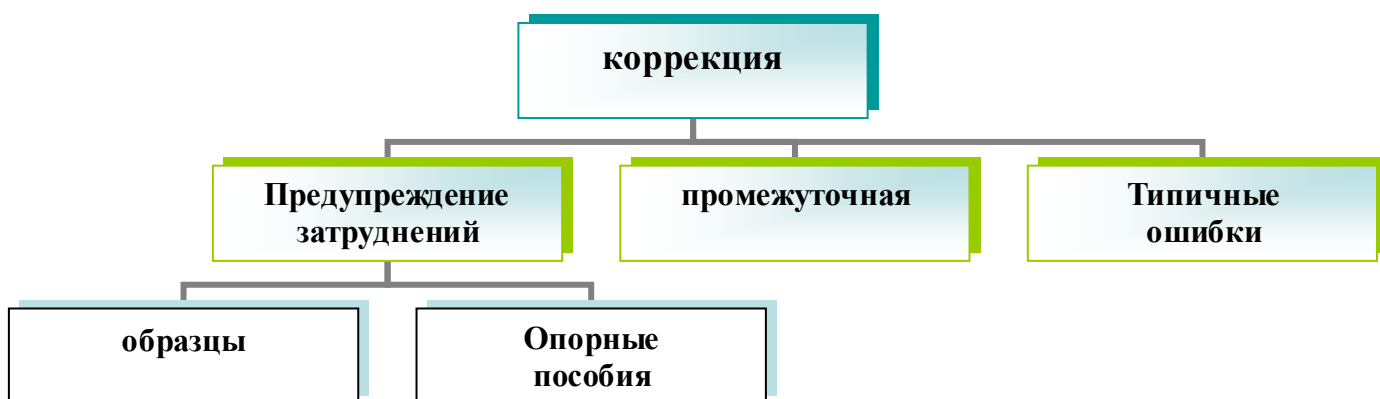 коррекция
Предупреждение
затруднений
промежуточная
Типичные
ошибки
образцы
Опорные
пособия